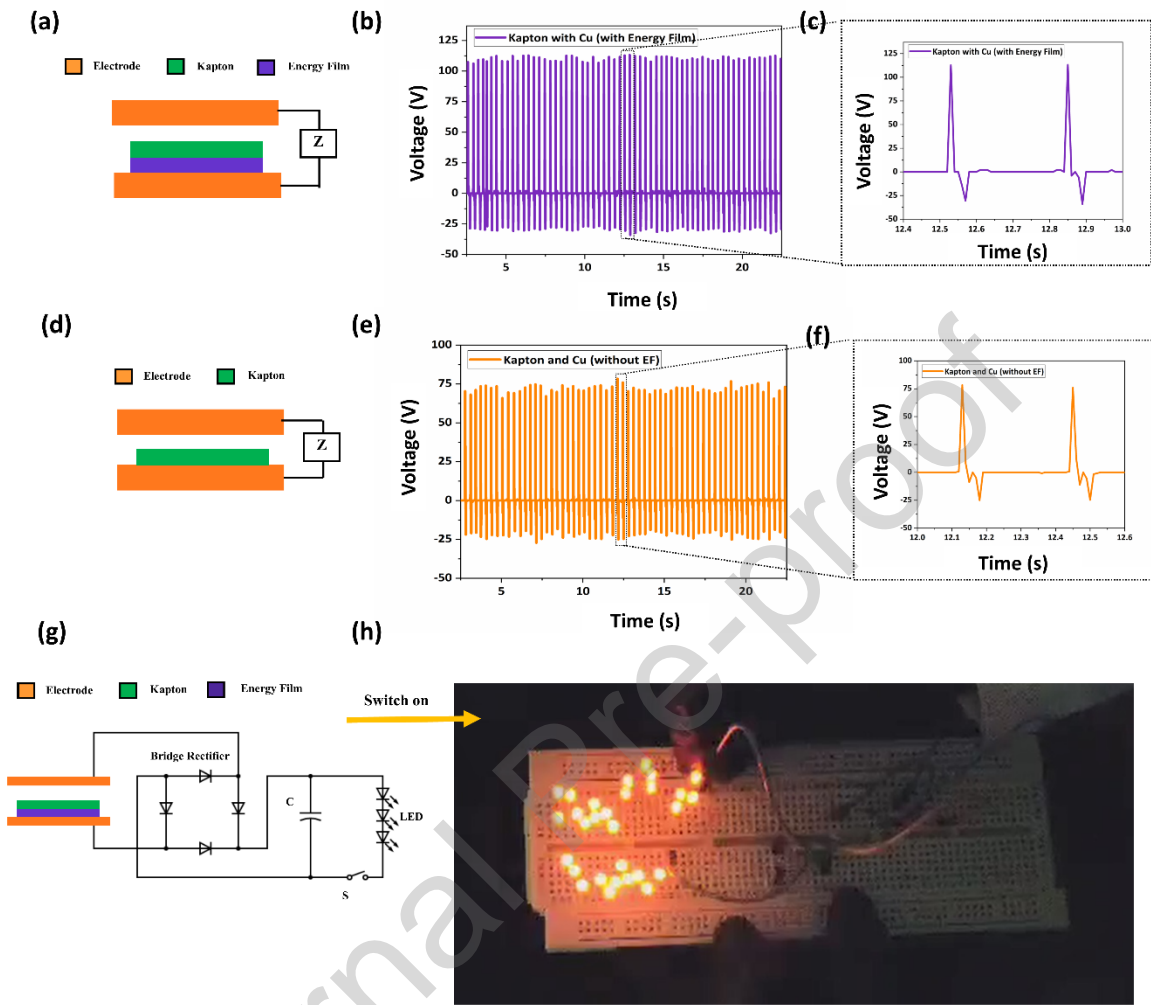 (a)
Electrode Kapton Energy Film
Z
(b)
Kapton with Cu (with Energy Film)
Voltage (V)
125
100
75
50
25
0
-25
-50
5 10 15 20
Time (s)
(c)
Kapton with Cu (with Energy Film)
Voltage (V)
125
100
75
50
25
0
-25
-50
12.4 12.5 12.6 12.7 12.8 12.9 13.0
Time (s)
(d)
Electrode Kapton
Z
(e)
Kapton and Cu (without EF)
Voltage (V)
100
75
50
25
0
-25
-50
5 10 15 20
Time (s)
(f)
Kapton and Cu (without EF)
Voltage (V)
100
75
50
25
0
-25
-50
12.0 12.1 12.2 12.3 12.4 12.5 12.6
Time (s)
(g)
Electrode Kapton Energy Film
Bridge Rectifier
C
LED
S
(h)
Switch on
rnal Pre-proof